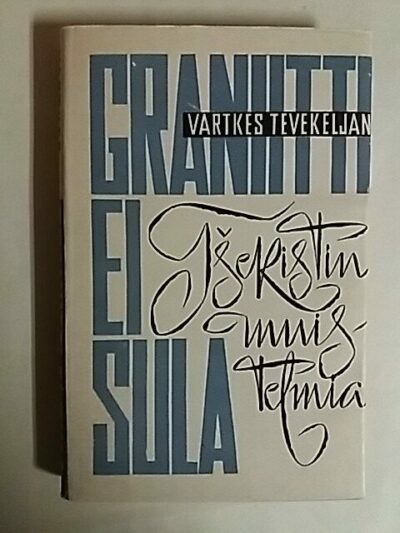 GRANIITTI
VARTKES TEVEKELJAN
EI
SULA
Tšekistin
muis-
telmia